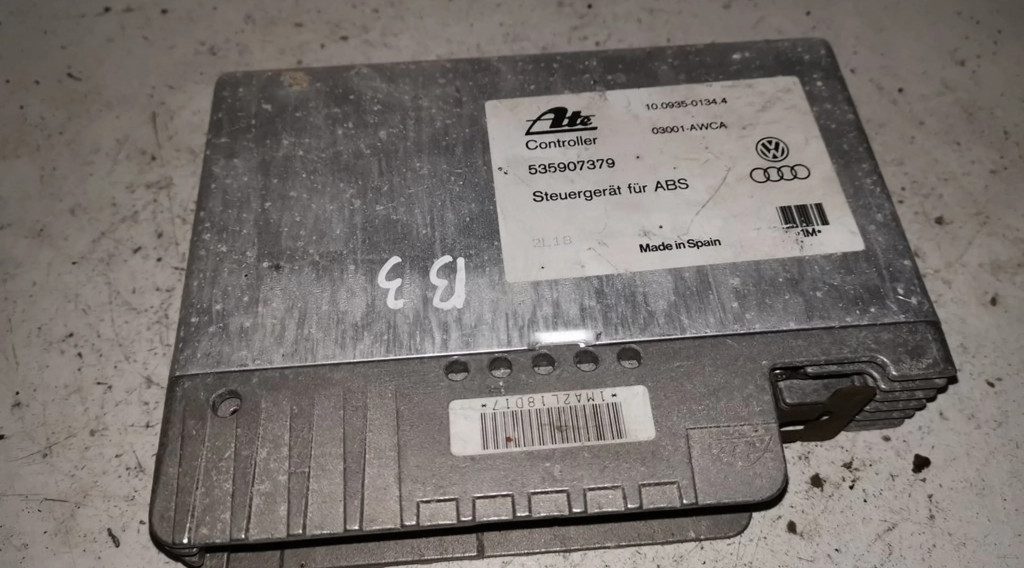 Ate
10.0935-0134.4
Controller
03001-AWCA
535907379
Steuergerät für ABS
2L18
Made in Spain
*1M*
B3
*1MA2L18D17*